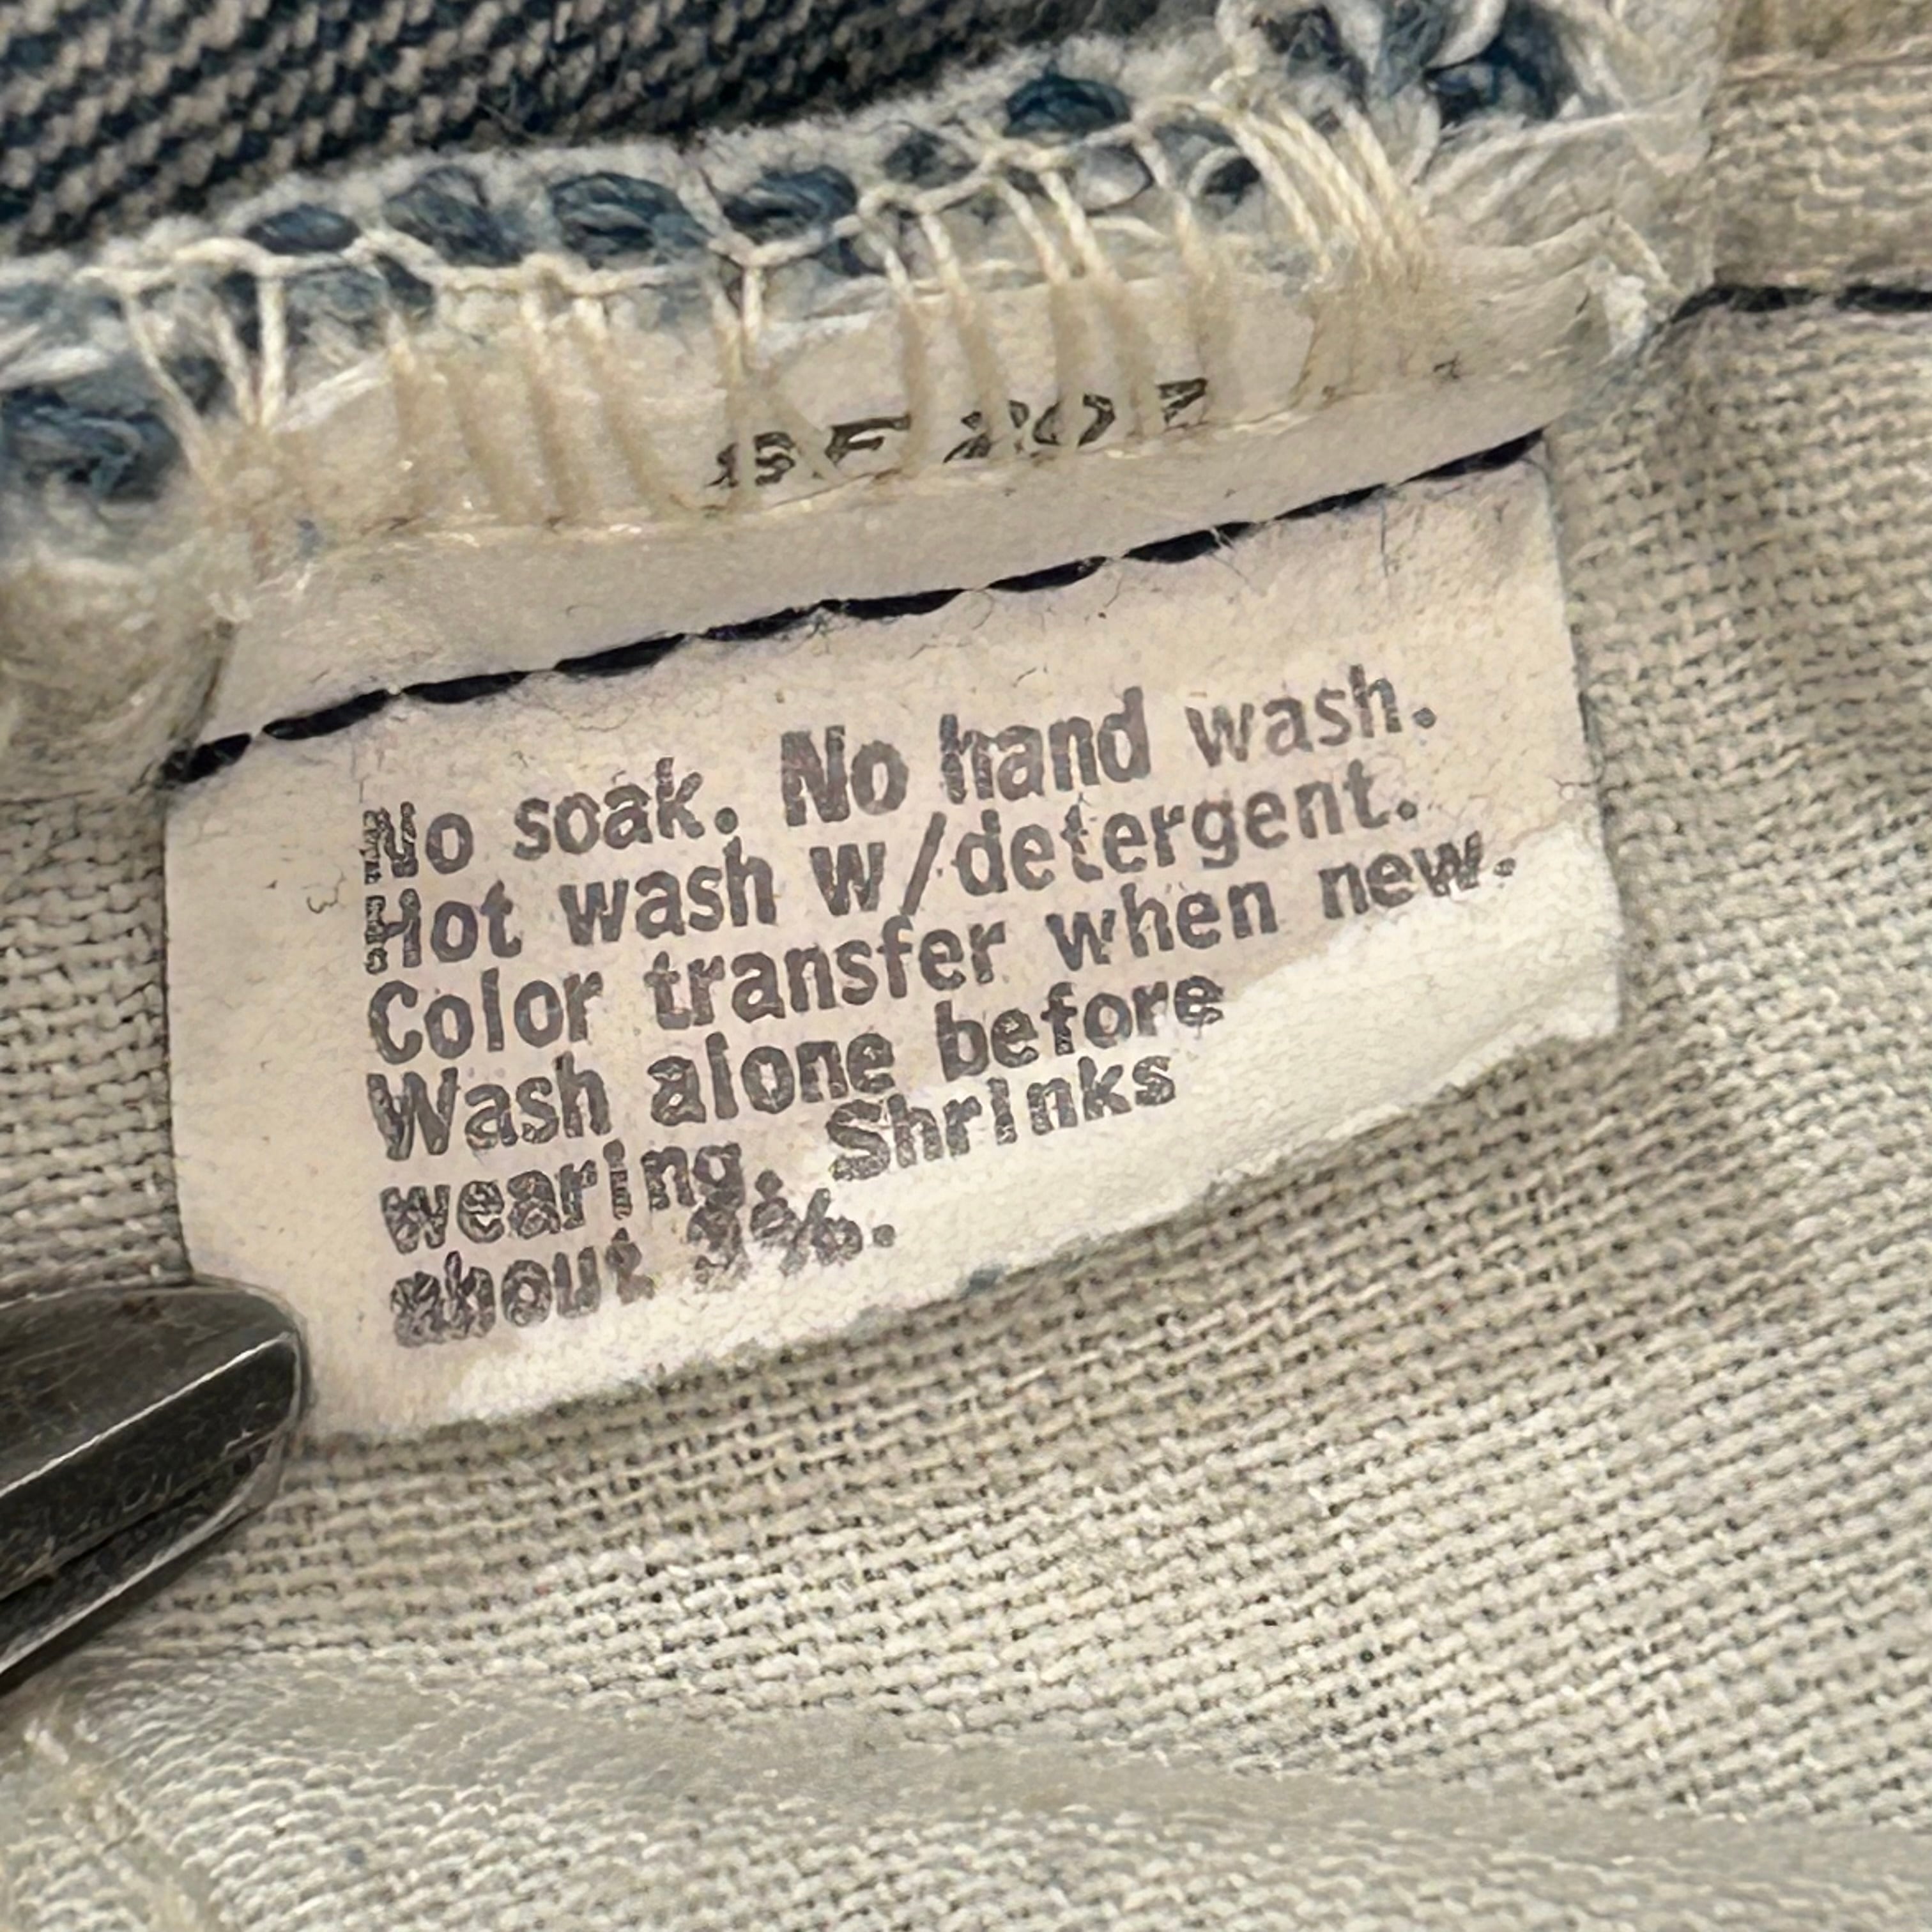 No soak. No hand wash.
Hot wash w/detergent.
Color transfer when new.
Wash alone before
wearing. Shrinks
about